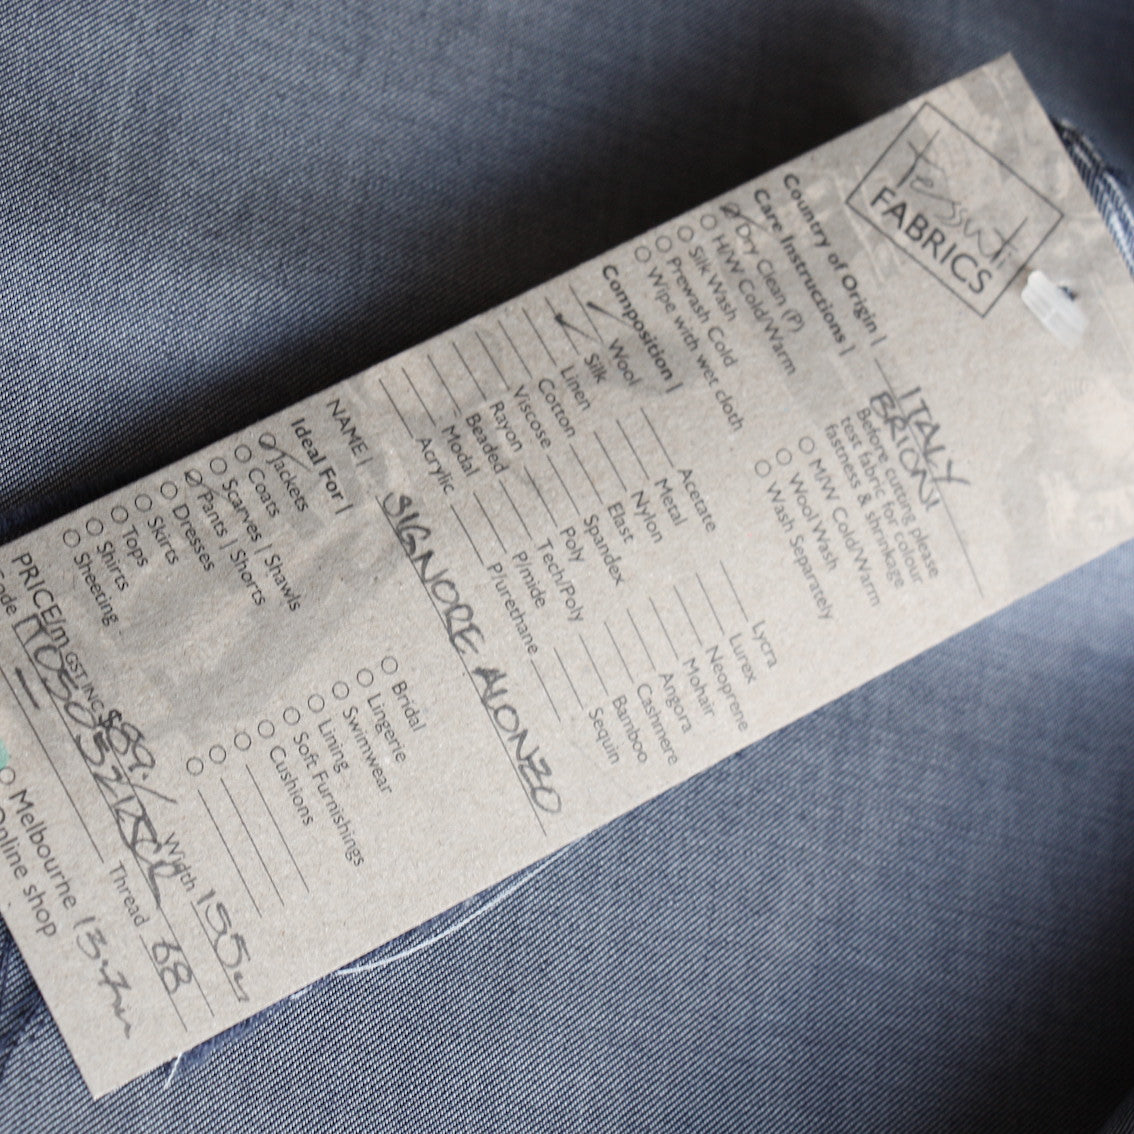 Tessuti
FABRICS
Country of Origin | ITALY
BRIONI
Care Instructions |
Before cutting please
test fabric for colour
fastness & shrinkage
Dry Clean (P)
H/W Cold/Warm
Silk Wash
Prewash Cold
Wipe with wet cloth
M/W Cold/Warm
Wool Wash
Wash Separately
Composition |
Wool
Silk
Linen
Cotton
Viscose
Rayon
Beaded
Modal
Acrylic
Acetate
Metal
Nylon
Elast
Spandex
Poly
Tech/Poly
P/mide
P/urethane
Lycra
Lurex
Neoprene
Mohair
Angora
Cashmere
Bamboo
Sequin
NAME | SIGNORE ALONZO
Ideal For |
Jackets
Coats
Scarves | Shawls
Pants | Shorts
Dresses
Skirts
Tops
Shirts
Sheeting
Bridal
Lingerie
Swimwear
Lining
Soft Furnishings
Cushions
PRICE/m GST INC $89. Width 155
Thread 68
Melbourne 13
Online shop